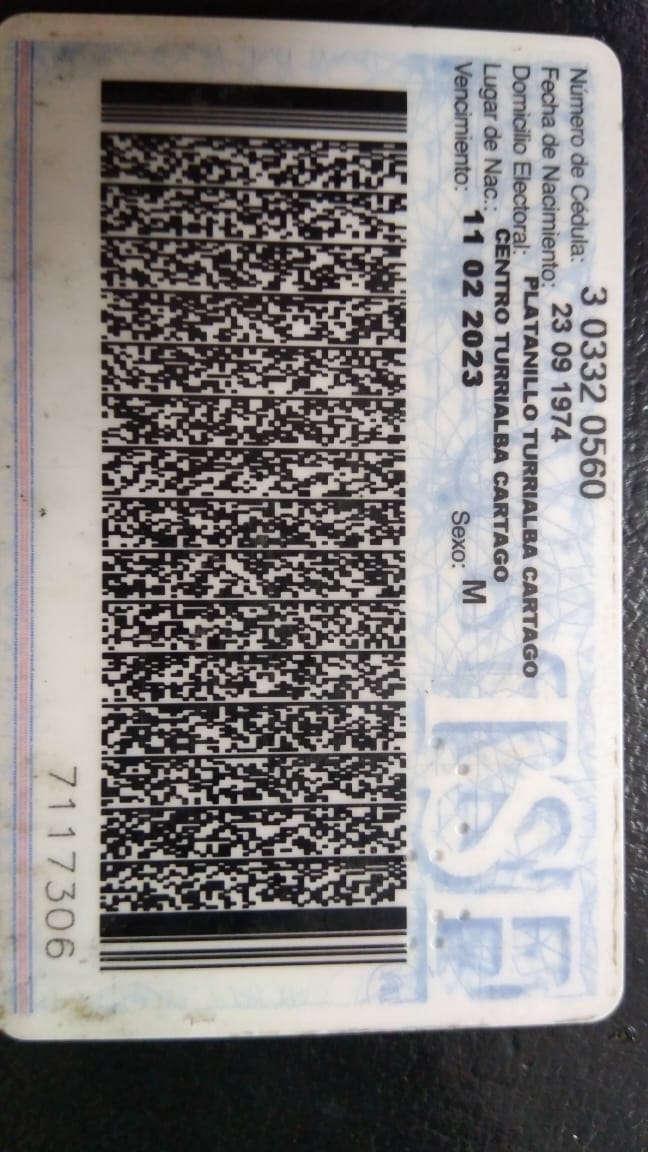 Número de Cédula: 3 0332 0560
Fecha de Nacimiento: 23 09 1974
Domicilio Electoral: PLATANILLO TURRIALBA CARTAGO
Lugar de Nac.: CENTRO TURRIALBA CARTAGO
Vencimiento: 11 02 2023 Sexo: M
TSE
7117306